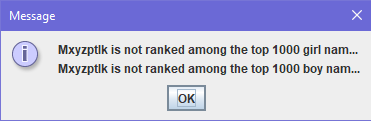 Message
Mxyzptlk is not ranked among the top 1000 girl nam...
Mxyzptlk is not ranked among the top 1000 boy nam...
OK